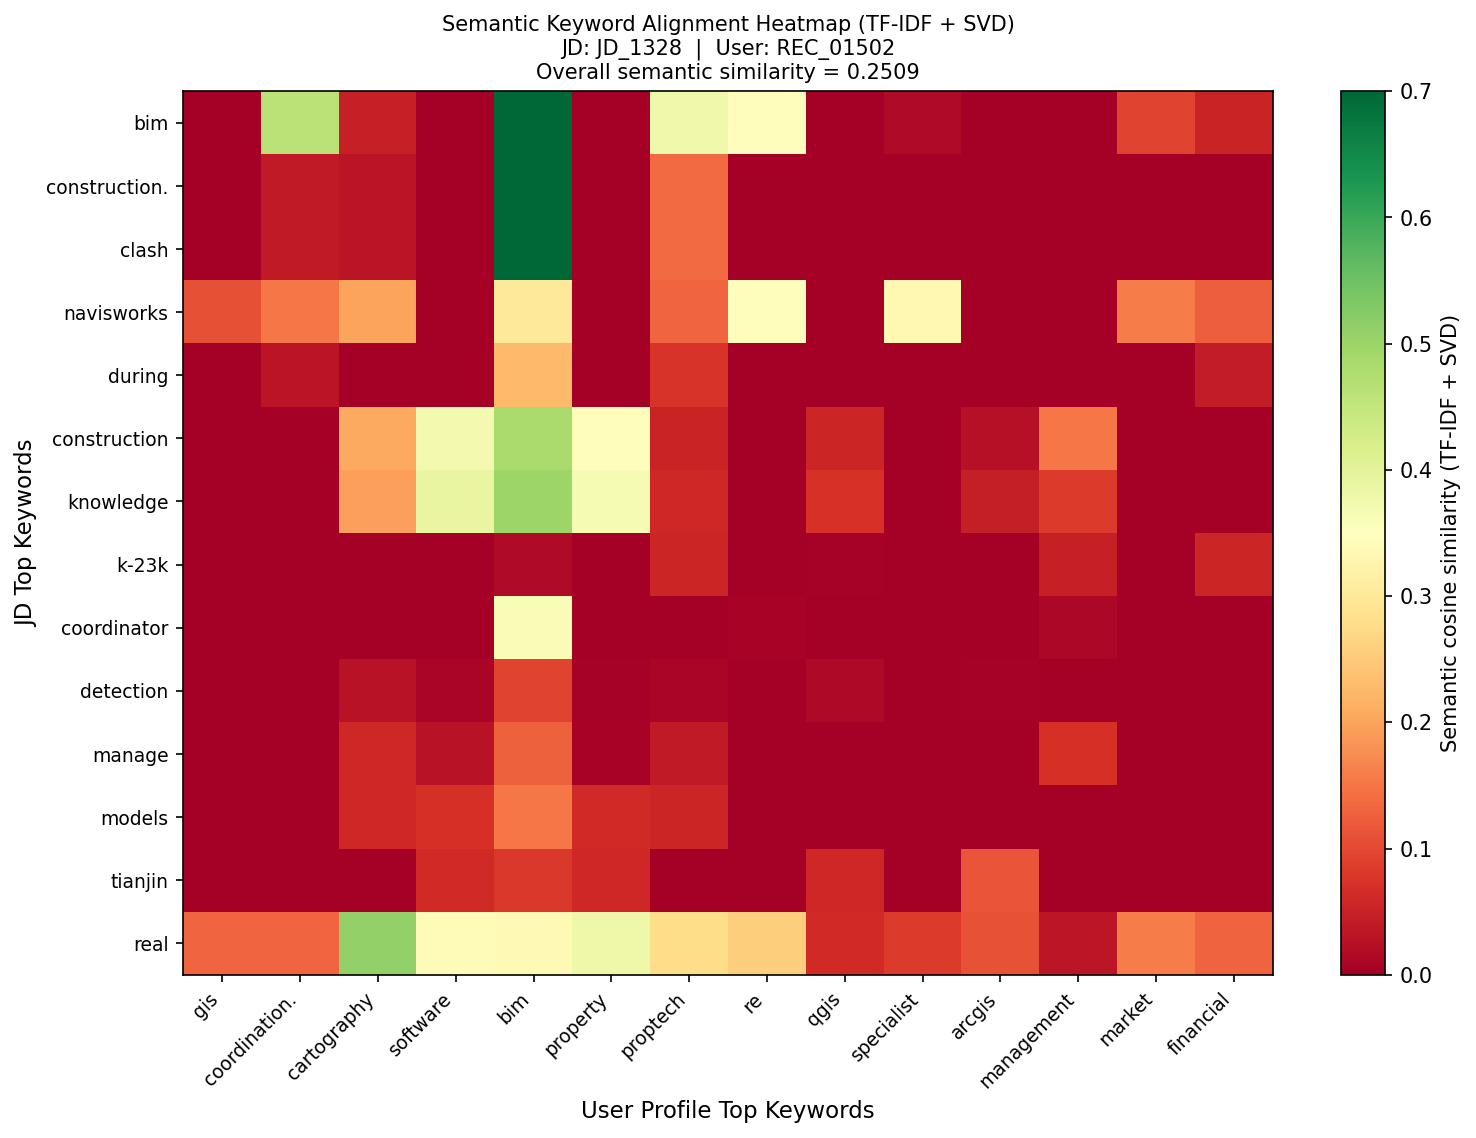 Semantic Keyword Alignment Heatmap (TF-IDF + SVD)
JD: JD_1328 | User: REC_01502
Overall semantic similarity = 0.2509
JD Top Keywords
bim
construction.
clash
navisworks
during
construction
knowledge
k-23k
coordinator
detection
manage
models
tianjin
real
gis
coordination.
cartography
software
bim
property
proptech
re
qgis
specialist
arcgis
management
market
financial
User Profile Top Keywords
0.7
0.6
0.5
0.4
0.3
0.2
0.1
0.0
Semantic cosine similarity (TF-IDF + SVD)